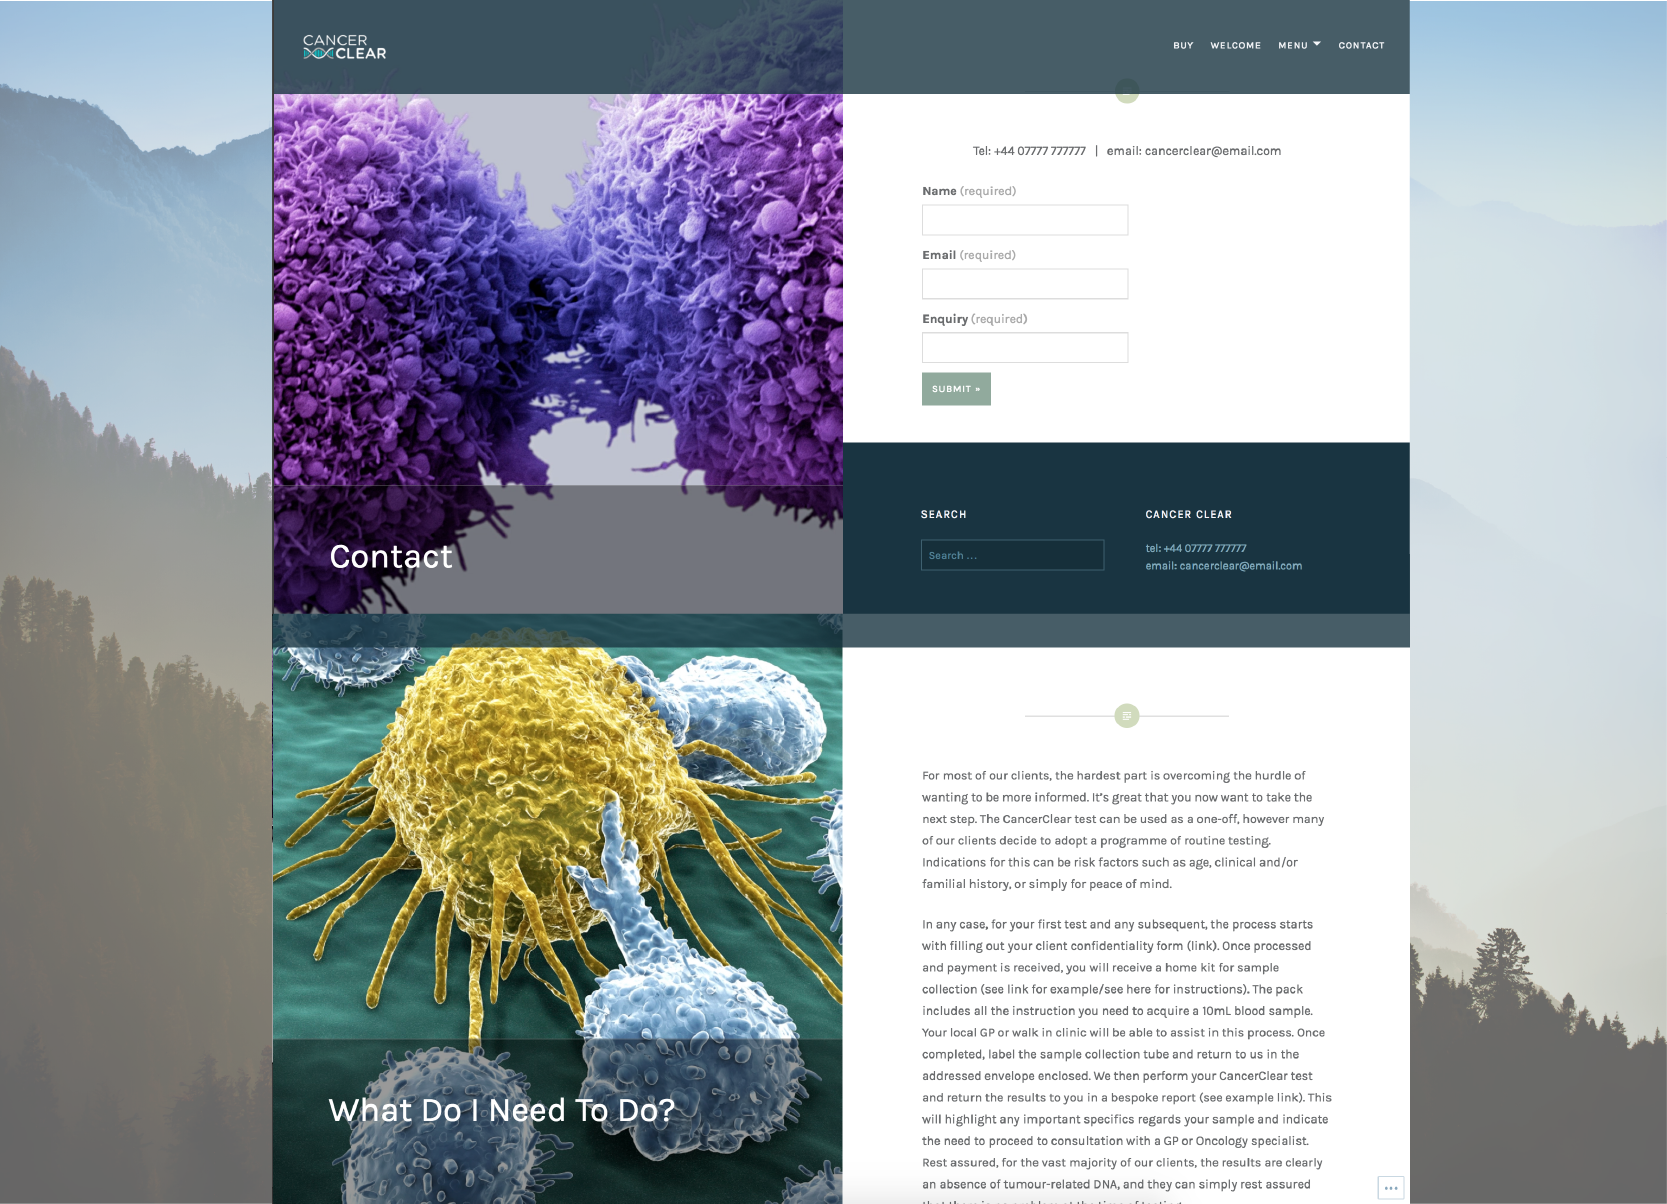 CANCER
CLEAR
BUY WELCOME MENU CONTACT
Tel: +44 07777 777777 | email: cancerclear@email.com
Name (required)
Email (required)
Enquiry (required)
SUBMIT »
Contact
SEARCH
Search …
CANCER CLEAR
tel: +44 07777 777777
email: cancerclear@email.com
What Do I Need To Do?
For most of our clients, the hardest part is overcoming the hurdle of
wanting to be more informed. It's great that you now want to take the
next step. The CancerClear test can be used as a one-off, however many
of our clients decide to adopt a programme of routine testing.
Indications for this can be risk factors such as age, clinical and/or
familial history, or simply for peace of mind.
In any case, for your first test and any subsequent, the process starts
with filling out your client confidentiality form (link). Once processed
and payment is received, you will receive a home kit for sample
collection (see link for example/see here for instructions). The pack
includes all the instruction you need to acquire a 10mL blood sample.
Your local GP or walk in clinic will be able to assist in this process. Once
completed, label the sample collection tube and return to us in the
addressed envelope enclosed. We then perform your CancerClear test
and return the results to you in a bespoke report (see example link). This
will highlight any important specifics regards your sample and indicate
the need to proceed to consultation with a GP or Oncology specialist.
Rest assured, for the vast majority of our clients, the results are clearly
an absence of tumour-related DNA, and they can simply rest assured